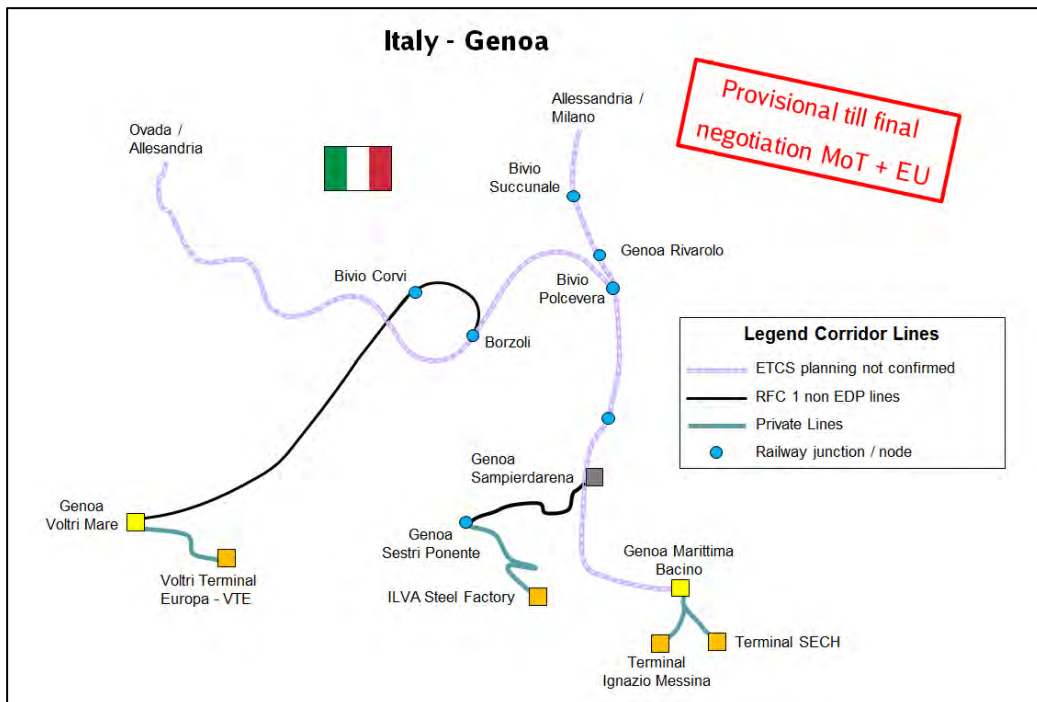 Italy - Genoa
Provisional till final
negotiation MoT + EU
Allessandria /
Milano
Ovada /
Allesandria
Bivio
Succunale
Genoa Rivarolo
Bivio Corvi
Bivio
Polcevera
Borzoli
Legend Corridor Lines
ETCS planning not confirmed
RFC 1 non EDP lines
Private Lines
Railway junction / node
Genoa
Sampierdarena
Genoa
Voltri Mare
Genoa
Sestri Ponente
Genoa Marittima
Bacino
Voltri Terminal
Europa - VTE
ILVA Steel Factory
Terminal SECH
Terminal
Ignazio Messina